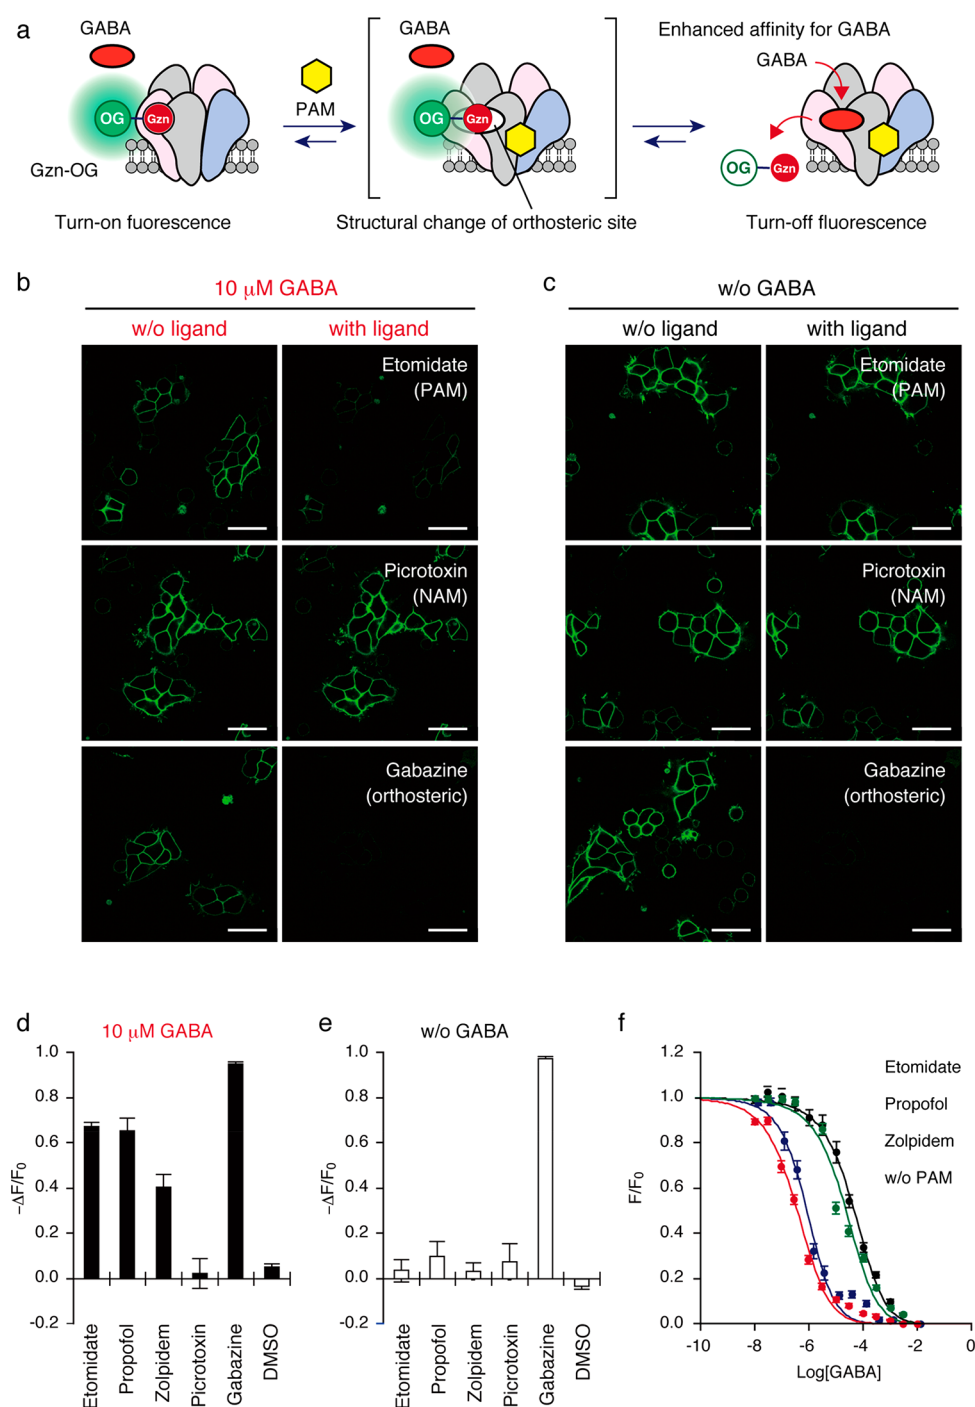 a
GABA
GABA
Enhanced affinity for GABA
GABA
PAM
OG
Gzn
OG
Gzn
OG
Gzn
Gzn-OG
Turn-on fuorescence
Structural change of orthosteric site
Turn-off fluorescence
b
10 μM GABA
w/o ligand
with ligand
Etomidate
(PAM)
Picrotoxin
(NAM)
Gabazine
(orthosteric)
c
w/o GABA
w/o ligand
with ligand
Etomidate
(PAM)
Picrotoxin
(NAM)
Gabazine
(orthosteric)
d
10 μM GABA
−ΔF/F0
1.0
0.8
0.6
0.4
0.2
0.0
-0.2
Etomidate
Propofol
Zolpidem
Picrotoxin
Gabazine
DMSO
e
w/o GABA
−ΔF/F0
1.0
0.8
0.6
0.4
0.2
0.0
-0.2
Etomidate
Propofol
Zolpidem
Picrotoxin
Gabazine
DMSO
f
F/F0
1.2
1.0
0.8
0.6
0.4
0.2
0.0
-10
-8
-6
-4
-2
0
Log[GABA]
Etomidate
Propofol
Zolpidem
w/o PAM